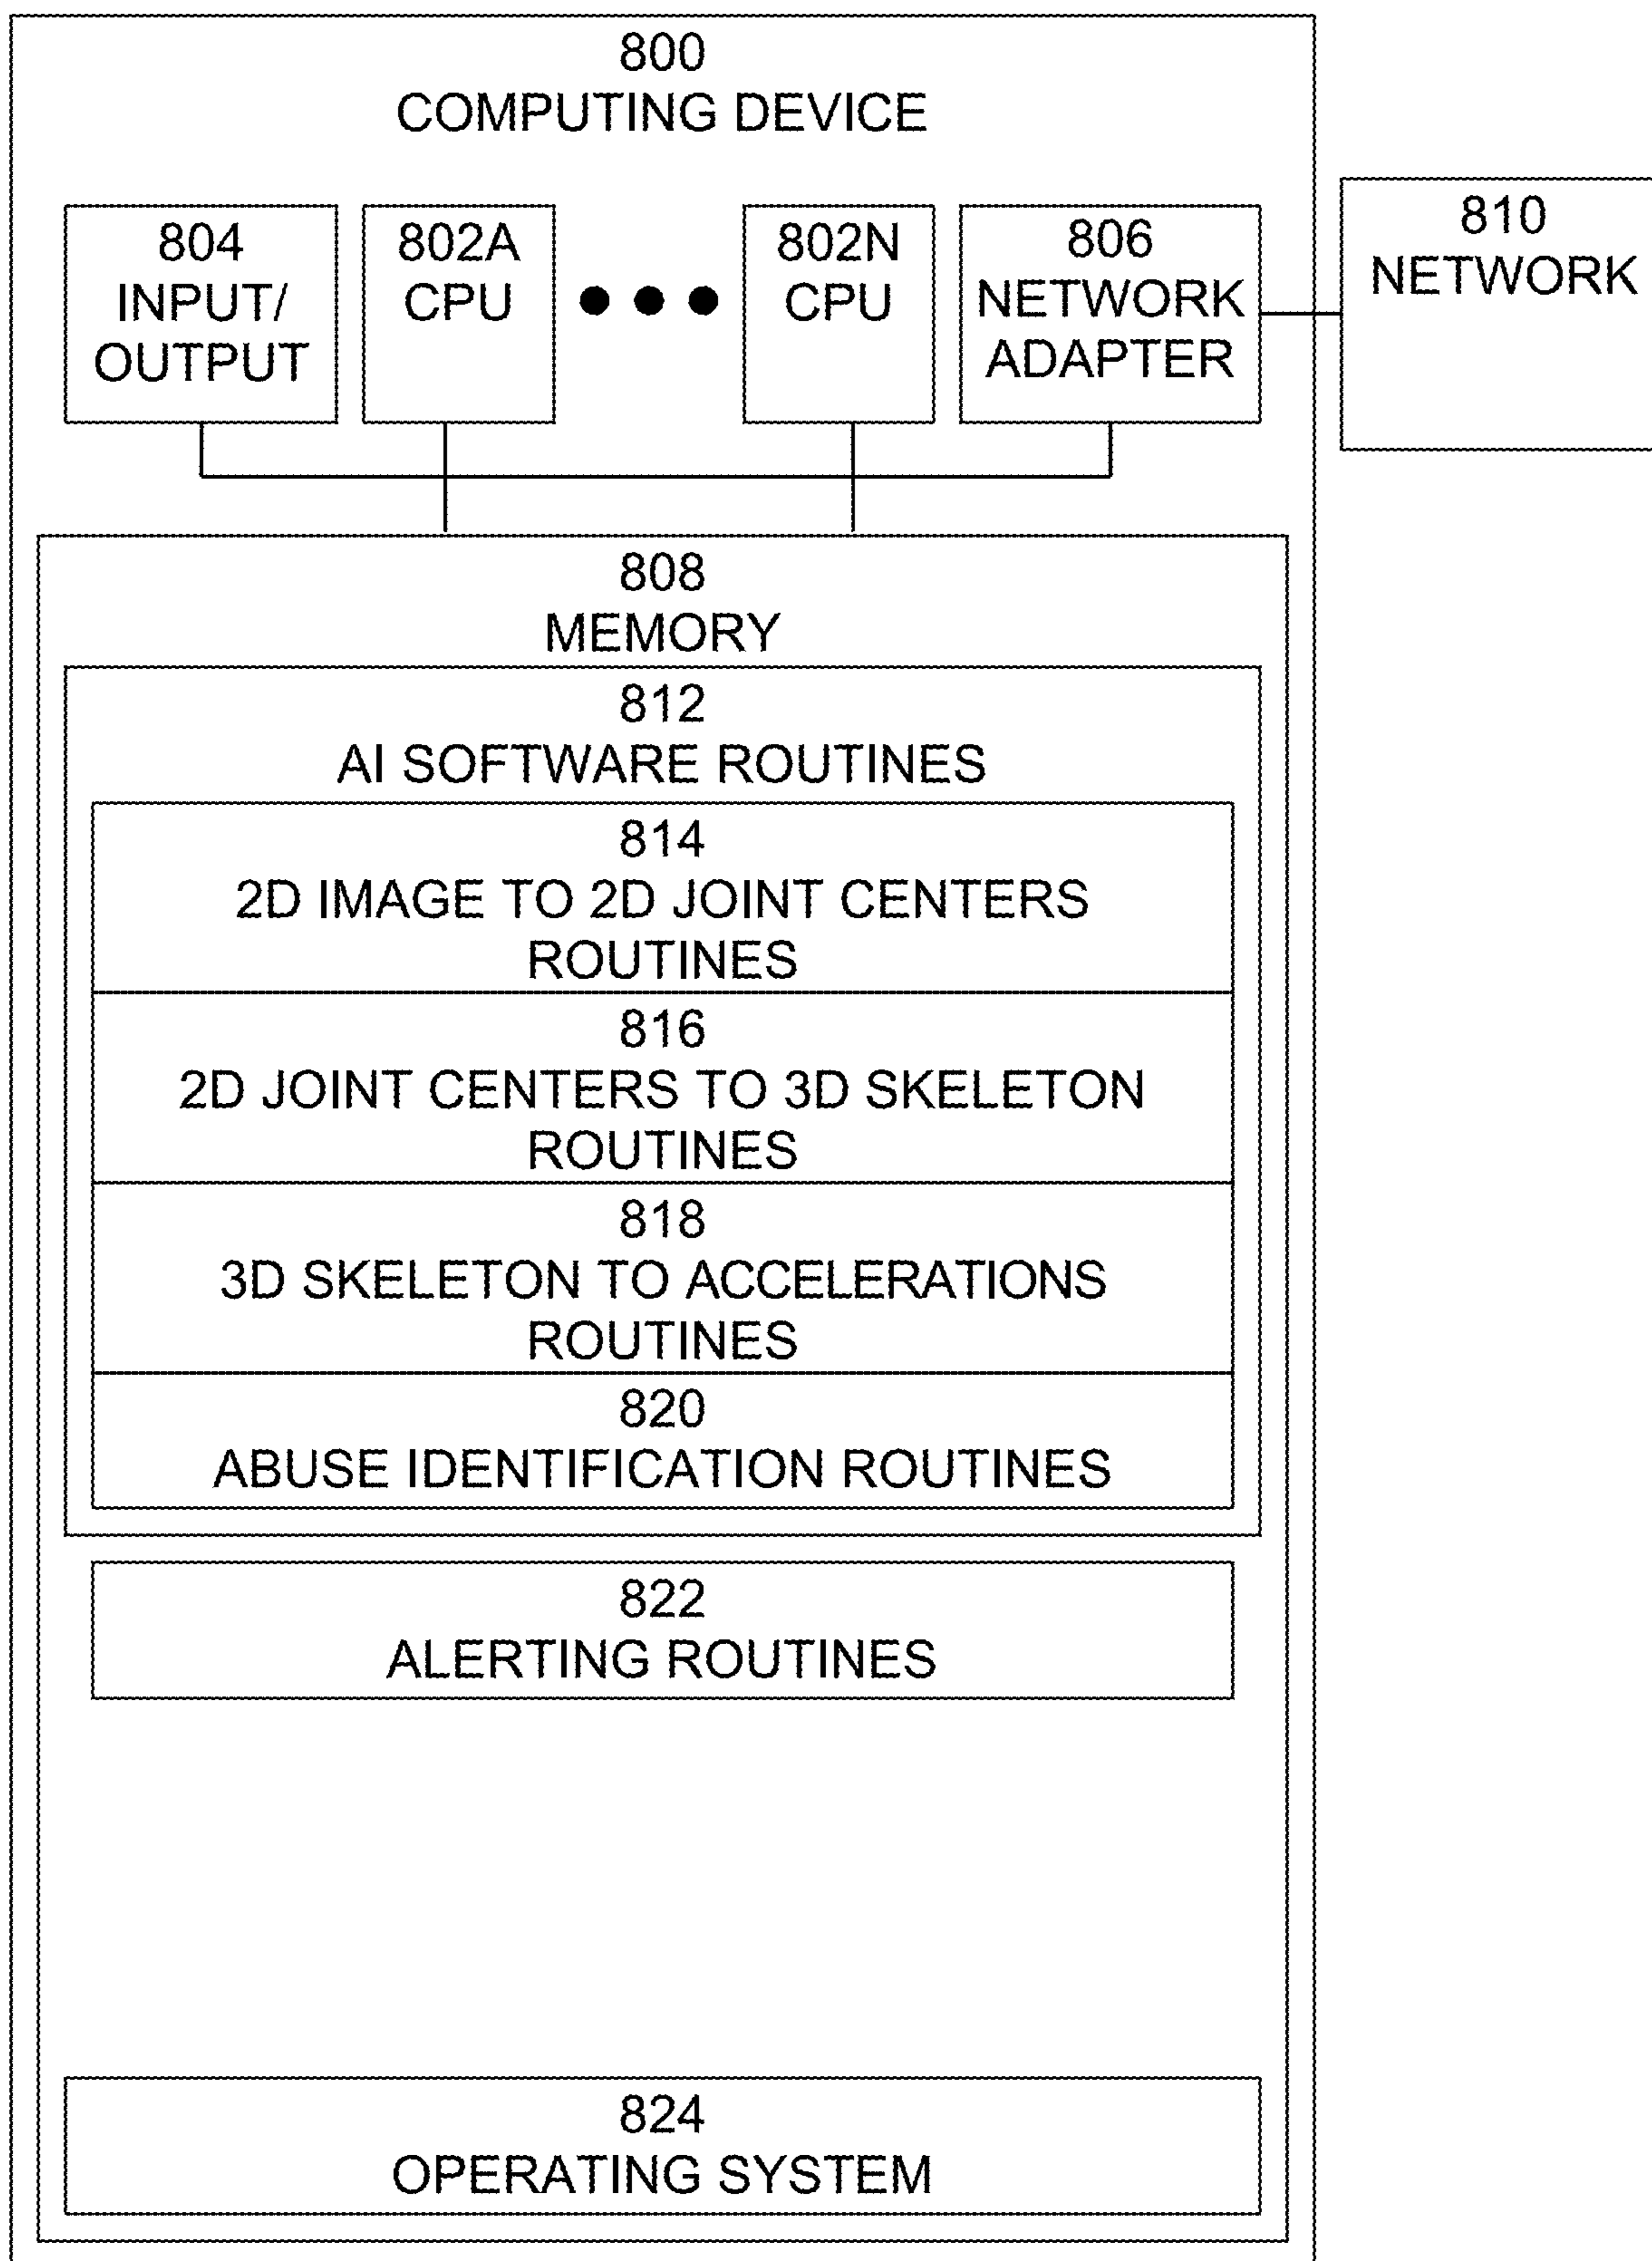 800
COMPUTING DEVICE
804
INPUT/
OUTPUT
802A
CPU
802N
CPU
806
NETWORK
ADAPTER
810
NETWORK
808
MEMORY
812
AI SOFTWARE ROUTINES
814
2D IMAGE TO 2D JOINT CENTERS
ROUTINES
816
2D JOINT CENTERS TO 3D SKELETON
ROUTINES
818
3D SKELETON TO ACCELERATIONS
ROUTINES
820
ABUSE IDENTIFICATION ROUTINES
822
ALERTING ROUTINES
824
OPERATING SYSTEM